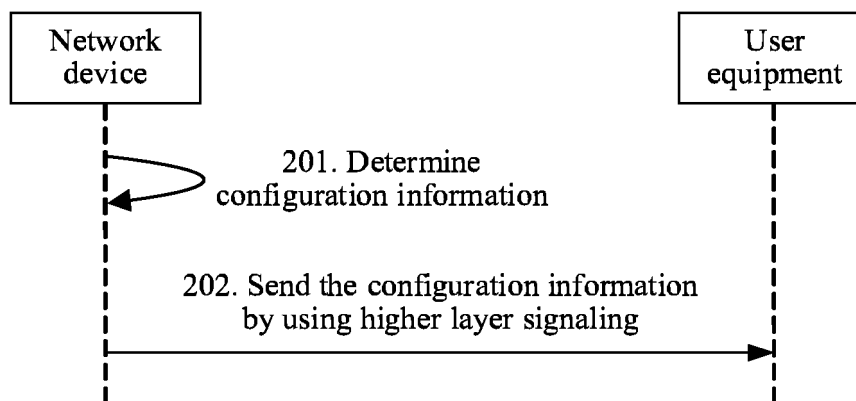 Network
device
User
equipment
201. Determine
configuration information
202. Send the configuration information
by using higher layer signaling